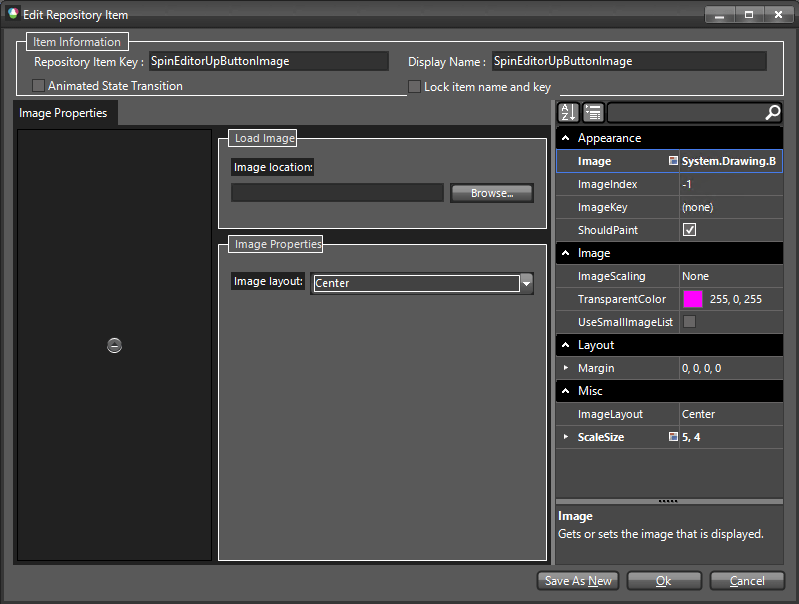 Edit Repository Item
Item Information
Repository Item Key : SpinEditorUpButtonImage Display Name : SpinEditorUpButtonImage
Animated State Transition Lock item name and key
Image Properties
Load Image
Image location:
Browse...
Image Properties
Image layout: Center
Appearance
Image System.Drawing.B
ImageIndex -1
ImageKey (none)
ShouldPaint
Image
ImageScaling None
TransparentColor 255, 0, 255
UseSmallImageList
Layout
Margin 0, 0, 0, 0
Misc
ImageLayout Center
ScaleSize 5, 4
Image
Gets or sets the image that is displayed.
Save As New Ok Cancel